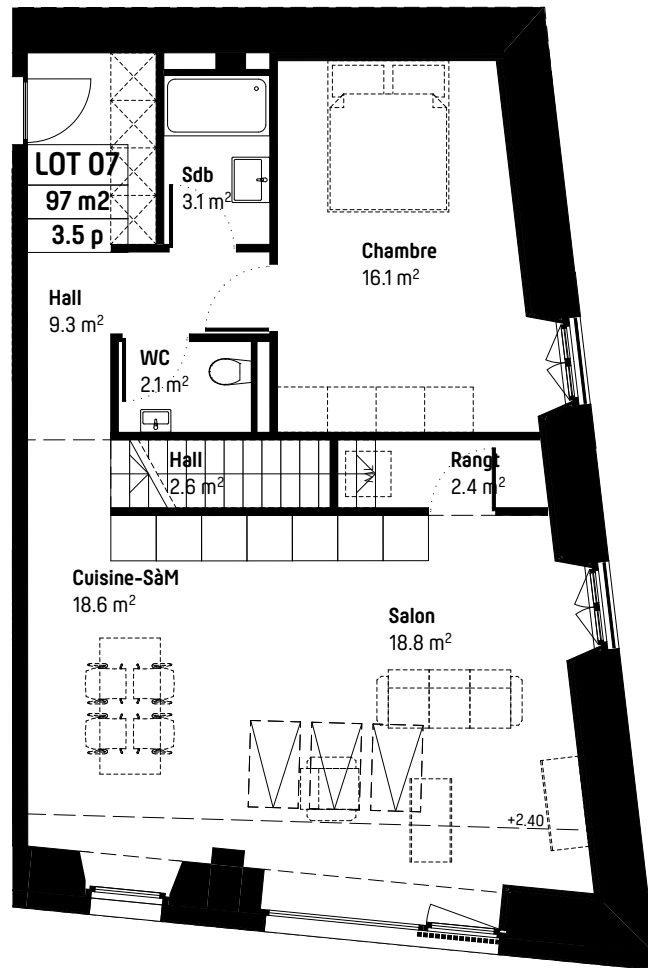 LOT 07
97 m2
3.5 p
Sdb
3.1 m²
Chambre
16.1 m²
Hall
9.3 m²
WC
2.1 m²
Hall
2.6 m²
Rangt
2.4 m²
Cuisine-SàM
18.6 m²
Salon
18.8 m²
+2.40